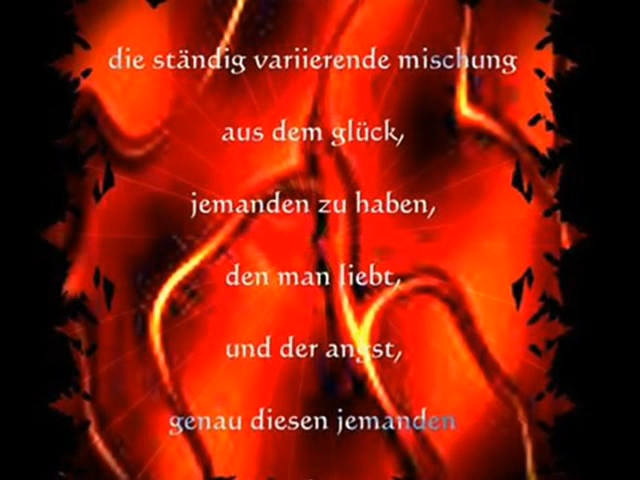 die ständig variierende mischung
aus dem glück,
jemanden zu haben,
den man liebt,
und der angst,
genau diesen jemanden